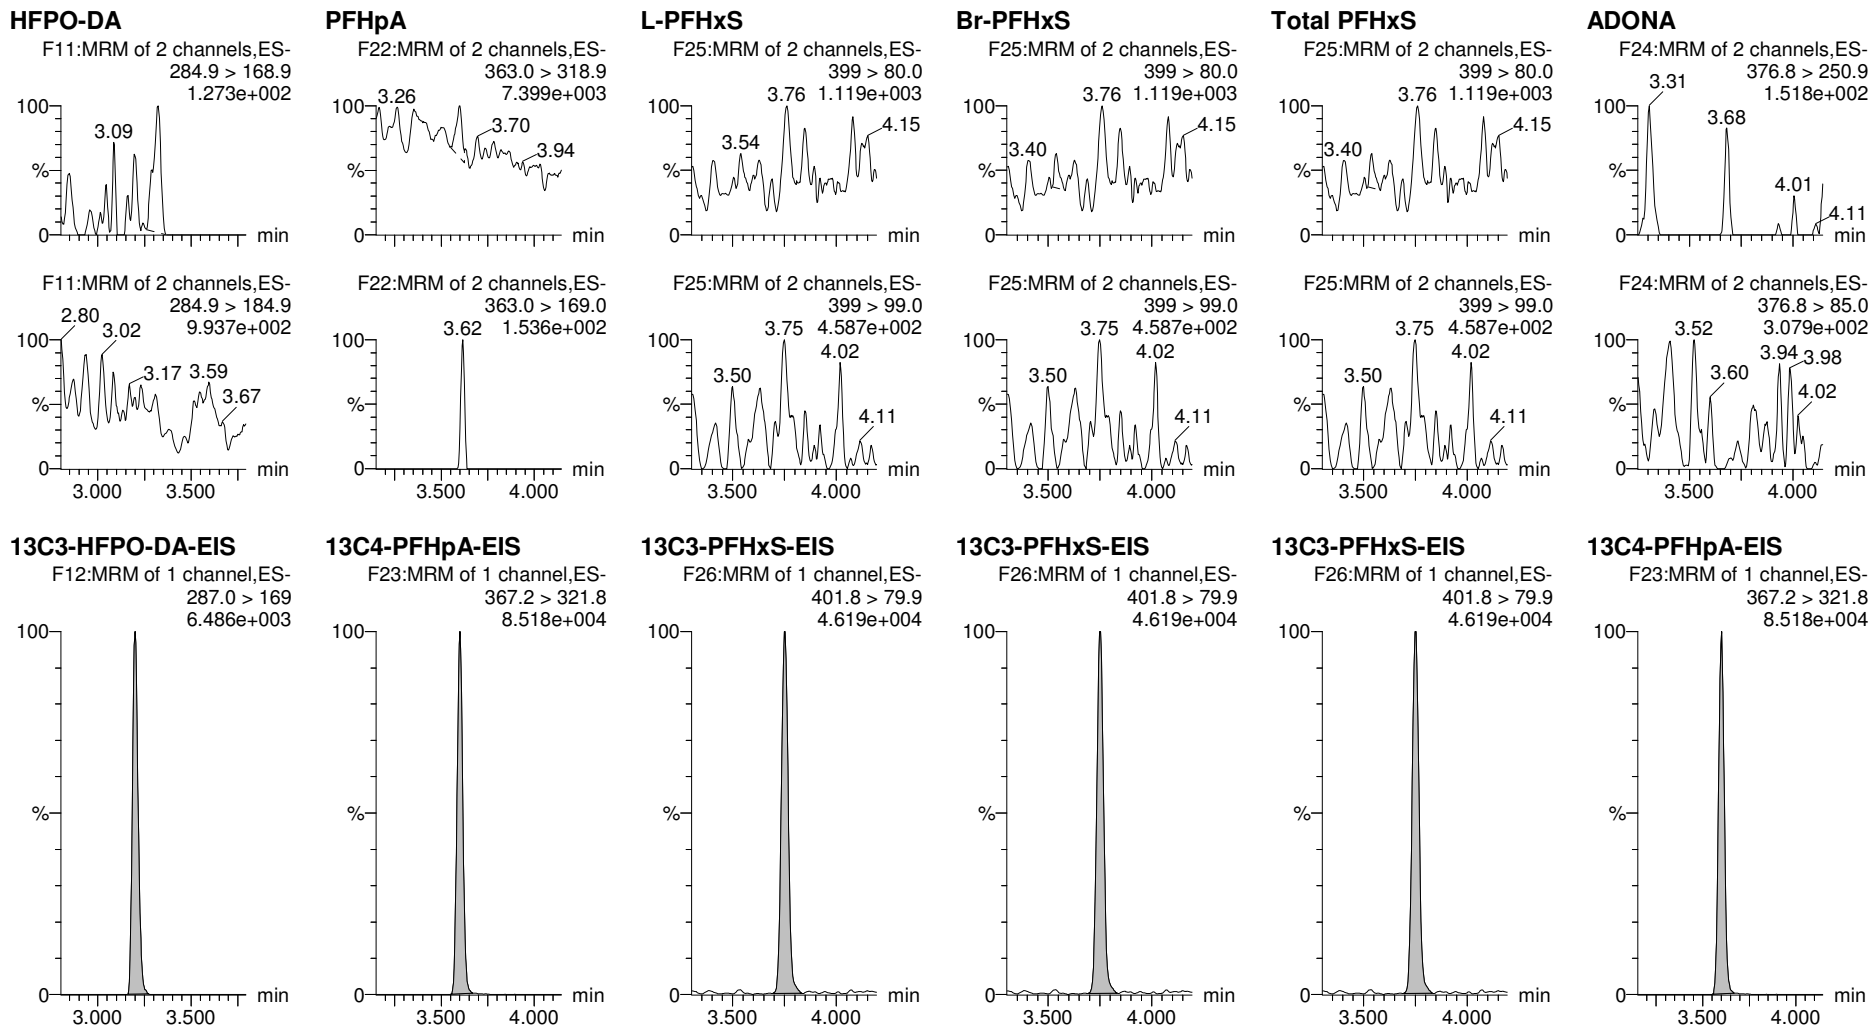 HFPO-DA
F11:MRM of 2 channels,ES-
284.9 > 168.9
1.273e+002
100
3.09
%
0
min
F11:MRM of 2 channels,ES-
284.9 > 184.9
9.937e+002
2.80
3.02
100
3.17
3.59
3.67
%
0
min
3.000
3.500
PFHpA
F22:MRM of 2 channels,ES-
363.0 > 318.9
7.399e+003
3.26
100
3.70
3.94
%
0
min
F22:MRM of 2 channels,ES-
363.0 > 169.0
3.62
1.536e+002
100
%
0
min
3.500
4.000
L-PFHxS
F25:MRM of 2 channels,ES-
399 > 80.0
3.76
1.119e+003
100
4.15
3.54
%
0
min
F25:MRM of 2 channels,ES-
399 > 99.0
3.75
4.587e+002
100
4.02
3.50
4.11
%
0
min
3.500
4.000
Br-PFHxS
F25:MRM of 2 channels,ES-
399 > 80.0
3.76
1.119e+003
100
4.15
3.40
%
0
min
F25:MRM of 2 channels,ES-
399 > 99.0
3.75
4.587e+002
100
4.02
3.50
4.11
%
0
min
3.500
4.000
Total PFHxS
F25:MRM of 2 channels,ES-
399 > 80.0
3.76
1.119e+003
100
4.15
3.40
%
0
min
F25:MRM of 2 channels,ES-
399 > 99.0
3.75
4.587e+002
100
4.02
3.50
4.11
%
0
min
3.500
4.000
ADONA
F24:MRM of 2 channels,ES-
376.8 > 250.9
3.31
1.518e+002
100
3.68
%
4.01
4.11
0
min
F24:MRM of 2 channels,ES-
376.8 > 85.0
3.079e+002
3.52
100
3.94
3.98
3.60
4.02
%
0
min
3.500
4.000
13C3-HFPO-DA-EIS
F12:MRM of 1 channel,ES-
287.0 > 169
6.486e+003
100
%
0
min
3.000
3.500
13C4-PFHpA-EIS
F23:MRM of 1 channel,ES-
367.2 > 321.8
8.518e+004
100
%
0
min
3.500
4.000
13C3-PFHxS-EIS
F26:MRM of 1 channel,ES-
401.8 > 79.9
4.619e+004
100
%
0
min
3.500
4.000
13C3-PFHxS-EIS
F26:MRM of 1 channel,ES-
401.8 > 79.9
4.619e+004
100
%
0
min
3.500
4.000
13C3-PFHxS-EIS
F26:MRM of 1 channel,ES-
401.8 > 79.9
4.619e+004
100
%
0
min
3.500
4.000
13C4-PFHpA-EIS
F23:MRM of 1 channel,ES-
367.2 > 321.8
8.518e+004
100
%
0
min
3.500
4.000